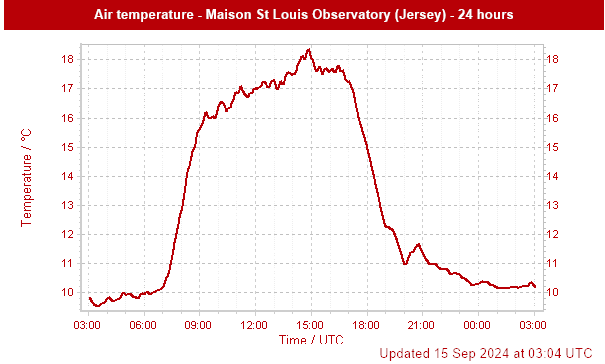 Air temperature - Maison St Louis Observatory (Jersey) - 24 hours
18 18
17 17
16 16
15 15
14 14
13 13
12 12
11 11
10 10
Temperature / °C
03:00 06:00 09:00 12:00 15:00 18:00 21:00 00:00 03:00
Time / UTC
Updated 15 Sep 2024 at 03:04 UTC